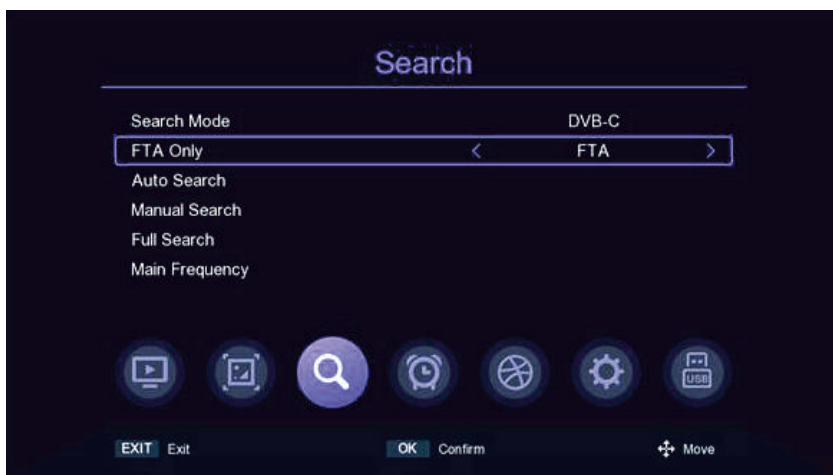 Search
Search Mode DVB-C
FTA Only < FTA >
Auto Search
Manual Search
Full Search
Main Frequency
USB
EXIT Exit OK Confirm Move